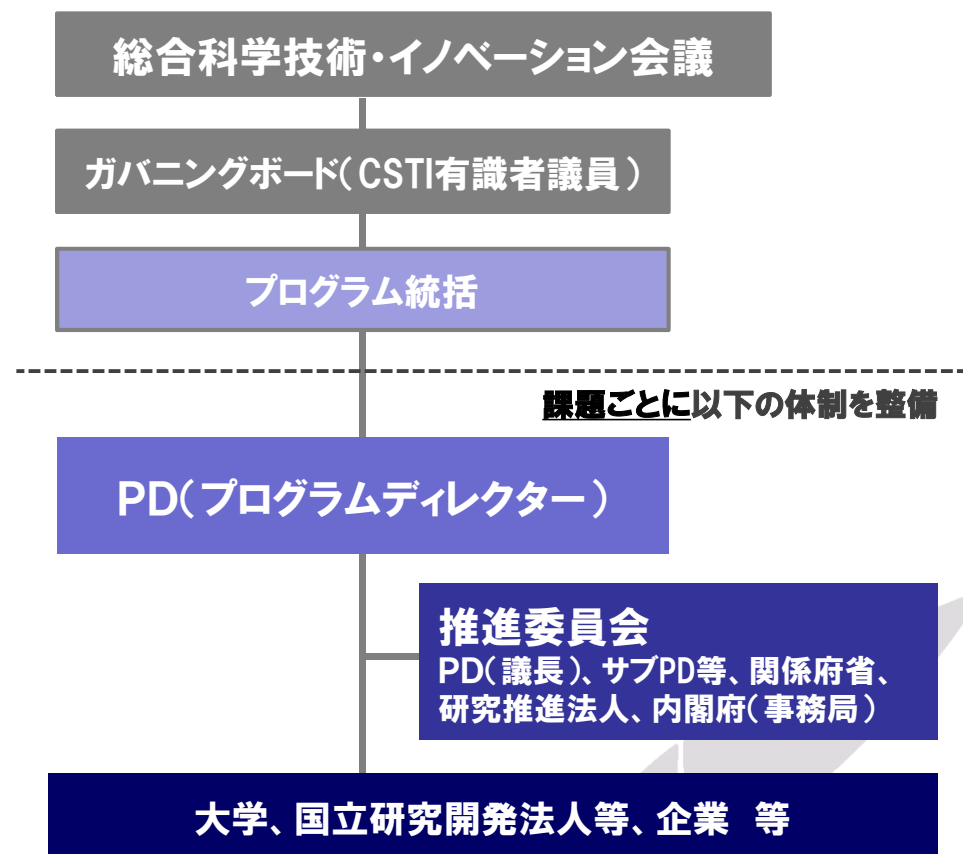 総合科学技術・イノベーション会議
ガバニングボード（CSTI有識者議員）
プログラム統括
課題ごとに以下の体制を整備
PD（プログラムディレクター）
推進委員会
PD（議長）、サブPD等、関係府省、
研究推進法人、内閣府（事務局）
大学、国立研究開発法人等、企業　等